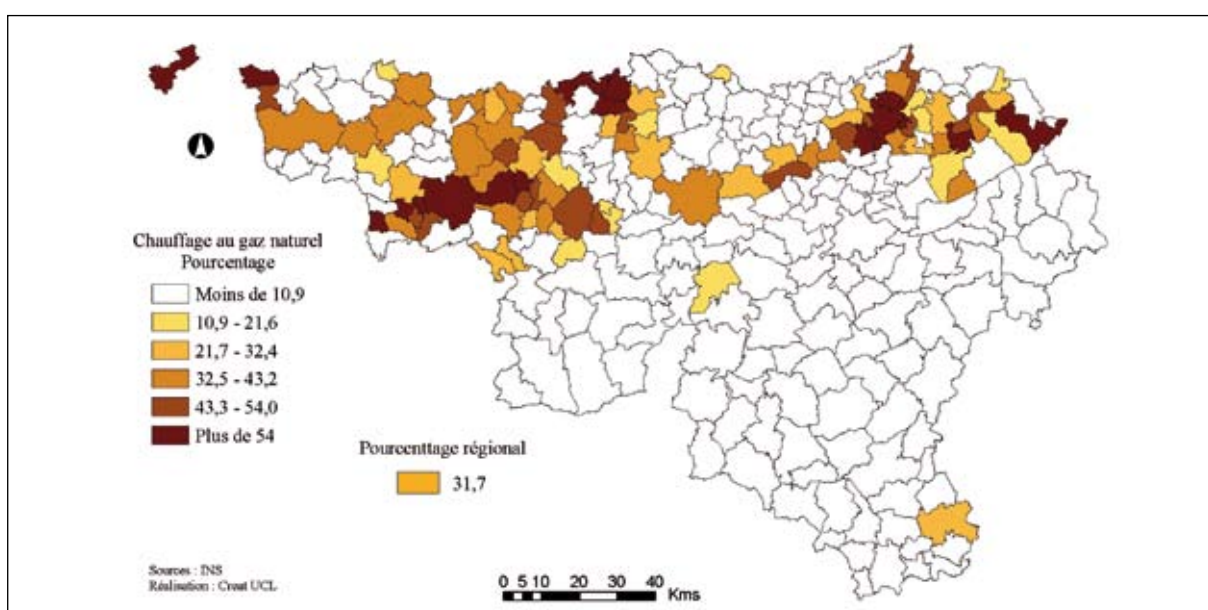 Chauffage au gaz naturel
Pourcentage
Moins de 10,9
10,9 - 21,6
21,7 - 32,4
32,5 - 43,2
43,3 - 54,0
Plus de 54
Pourcenttage régional
31,7
Sources : INS
Réalisation : Creat UCL
0 5 10 20 30 40
Kms